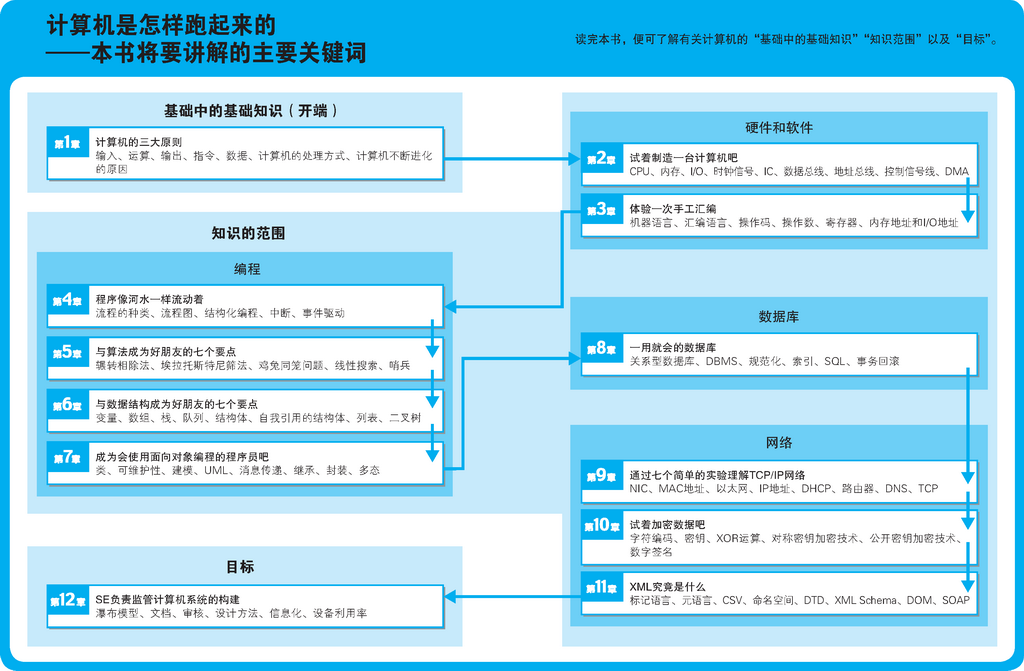 计算机是怎样跑起来的
——本书将要讲解的主要关键词
读完本书，便可了解有关计算机的“基础中的基础知识”“知识范围”以及“目标”。
基础中的基础知识（开端）
第1章
计算机的三大原则
输入、运算、输出、指令、数据、计算机的处理方式、计算机不断进化
的原因
硬件和软件
第2章
试着制造一台计算机吧
CPU、内存、I/O、时钟信号、IC、数据总线、地址总线、控制信号线、DMA
第3章
体验一次手工汇编
机器语言、汇编语言、操作码、操作数、寄存器、内存地址和I/O地址
知识的范围
编程
第4章
程序像河水一样流动着
流程的种类、流程图、结构化编程、中断、事件驱动
第5章
与算法成为好朋友的七个要点
辗转相除法、埃拉托斯特尼筛法、鸡兔同笼问题、线性搜索、哨兵
第6章
与数据结构成为好朋友的七个要点
变量、数组、栈、队列、结构体、自我引用的结构体、列表、二叉树
第7章
成为会使用面向对象编程的程序员吧
类、可维护性、建模、UML、消息传递、继承、封装、多态
数据库
第8章
一用就会的数据库
关系型数据库、DBMS、规范化、索引、SQL、事务回滚
网络
第9章
通过七个简单的实验理解TCP/IP网络
NIC、MAC地址、以太网、IP地址、DHCP、路由器、DNS、TCP
第10章
试着加密数据吧
字符编码、密钥、XOR运算、对称密钥加密技术、公开密钥加密技术、
数字签名
第11章
XML究竟是什么
标记语言、元语言、CSV、命名空间、DTD、XML Schema、DOM、SOAP
目标
第12章
SE负责监管计算机系统的构建
瀑布模型、文档、审核、设计方法、信息化、设备利用率